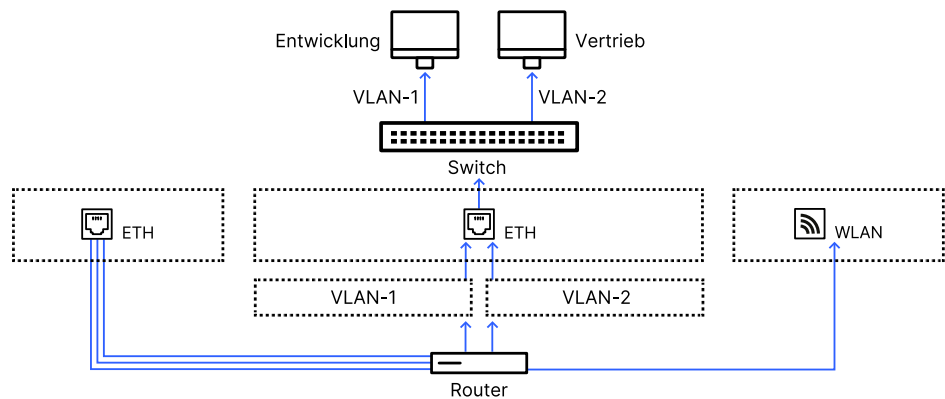 Entwicklung
Vertrieb
VLAN-1
VLAN-2
Switch
ETH
ETH
WLAN
VLAN-1
VLAN-2
Router